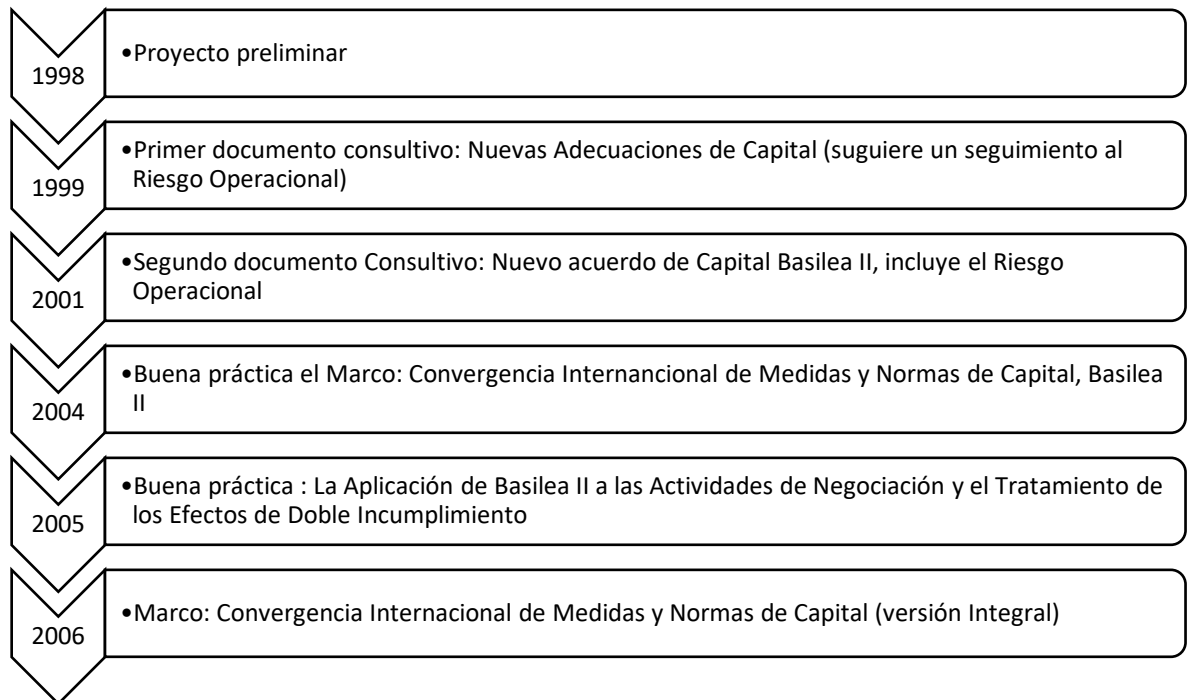 1998
•Proyecto preliminar
1999
•Primer documento consultivo: Nuevas Adecuaciones de Capital (suguiere un seguimiento al
Riesgo Operacional)
2001
•Segundo documento Consultivo: Nuevo acuerdo de Capital Basilea II, incluye el Riesgo
Operacional
2004
•Buena práctica el Marco: Convergencia Internancional de Medidas y Normas de Capital, Basilea
II
2005
•Buena práctica : La Aplicación de Basilea II a las Actividades de Negociación y el Tratamiento de
los Efectos de Doble Incumplimiento
2006
•Marco: Convergencia Internacional de Medidas y Normas de Capital (versión Integral)